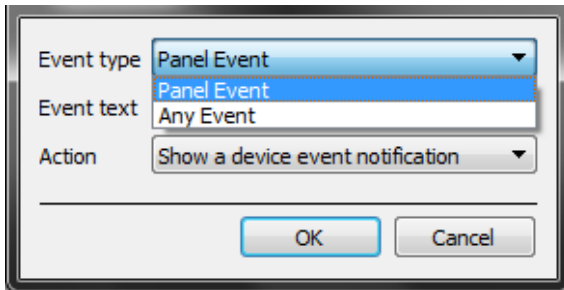 Event type Panel Event
Panel Event
Event text
Any Event
Action Show a device event notification
OK Cancel